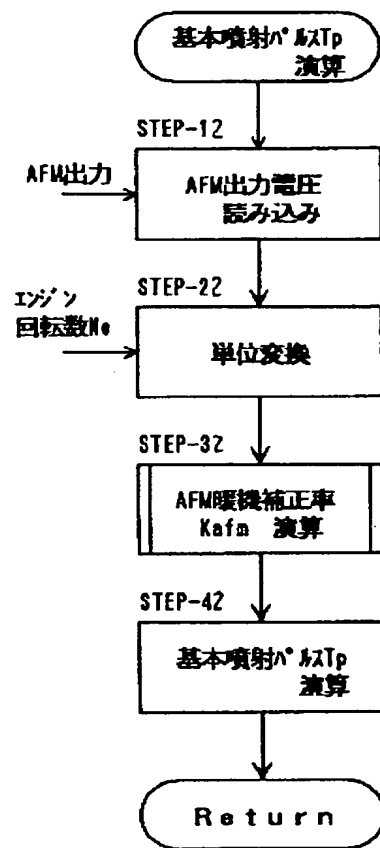 基本噴射ﾊﾟﾙｽTp
演算
STEP-12
AFM出力
AFM出力電圧
読み込み
STEP-22
ｴﾝｼﾞﾝ
回転数Ne
単位変換
STEP-32
AFM暖機補正率
Kafm 演算
STEP-42
基本噴射ﾊﾟﾙｽTp
演算
Return